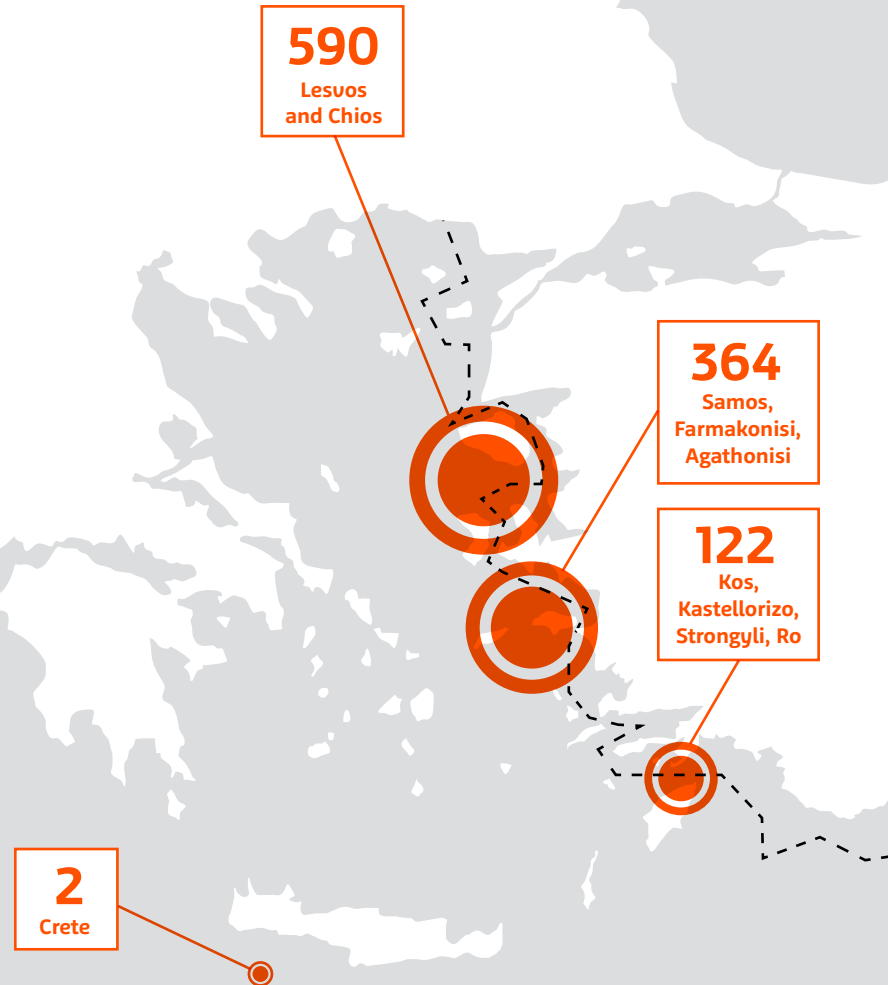 590
Lesvos
and Chios
364
Samos,
Farmakonisi,
Agathonisi
122
Kos,
Kastellorizo,
Strongyli, Ro
2
Crete